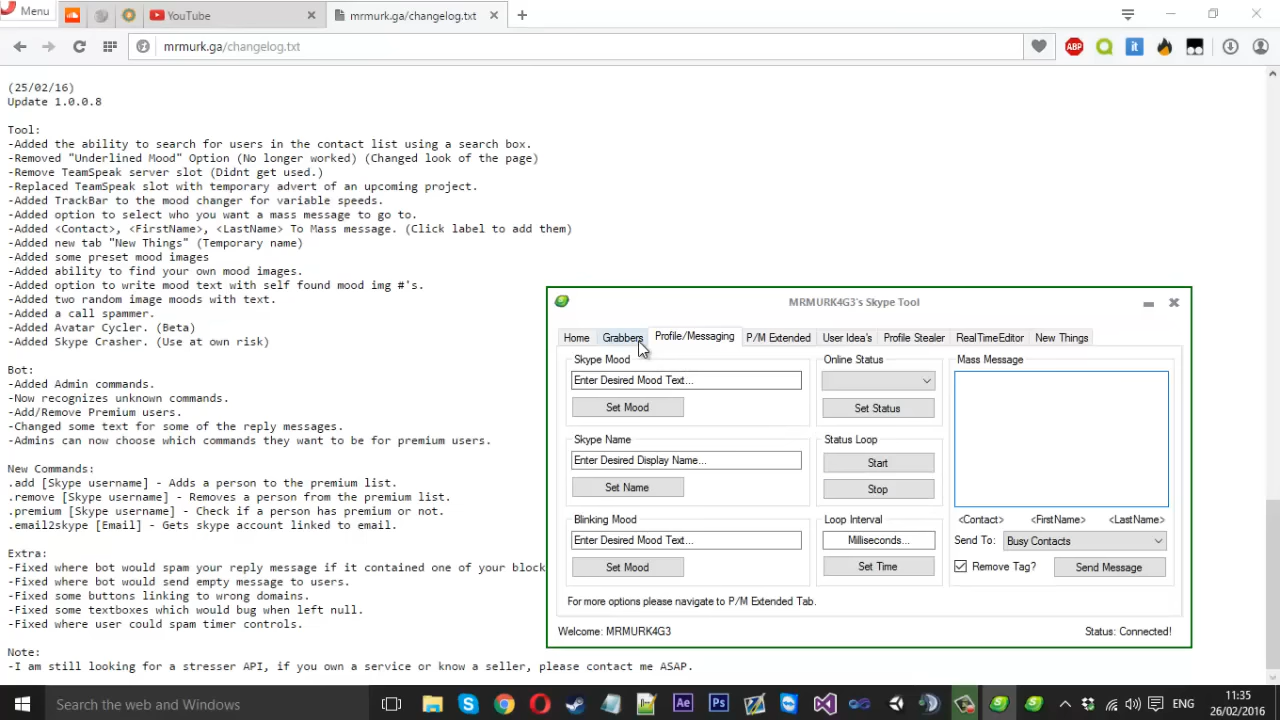 Menu
YouTube
mrmurk.ga/changelog.txt
mrmurk.ga/changelog.txt
ABP
it
(25/02/16)
Update 1.0.0.8
Tool:
-Added the ability to search for users in the contact list using a search box.
-Removed "Underlined Mood" Option (No longer worked) (Changed look of the page)
-Remove TeamSpeak server slot (Didnt get used.)
-Replaced TeamSpeak slot with temporary advert of an upcoming project.
-Added TrackBar to the mood changer for variable speeds.
-Added option to select who you want a mass message to go to.
-Added <Contact>, <FirstName>, <LastName> To Mass message. (Click label to add them)
-Added new tab "New Things" (Temporary name)
-Added some preset mood images
-Added ability to find your own mood images.
-Added option to write mood text with self found mood img #'s.
-Added two random image moods with text.
-Added a call spammer.
-Added Avatar Cycler. (Beta)
-Added Skype Crasher. (Use at own risk)
Bot:
-Added Admin commands.
-Now recognizes unknown commands.
-Add/Remove Premium users.
-Changed some text for some of the reply messages.
-Admins can now choose which commands they want to be for premium users.
New Commands:
.add [Skype username] - Adds a person to the premium list.
.remove [Skype username] - Removes a person from the premium list.
.premium [Skype username] - Check if a person has premium or not.
.email2skype [Email] - Gets skype account linked to email.
Extra:
-Fixed where bot would spam your reply message if it contained one of your block
-Fixed where bot would send empty message to users.
-Fixed some buttons linking to wrong domains.
-Fixed some textboxes which would bug when left null.
-Fixed where user could spam timer controls.
Note:
-I am still looking for a stresser API, if you own a service or know a seller, please contact me ASAP.
MRMURK4G3's Skype Tool
Home Grabbers Profile/Messaging P/M Extended User Idea's Profile Stealer RealTimeEditor New Things
Skype Mood
Enter Desired Mood Text...
Set Mood
Skype Name
Enter Desired Display Name...
Set Name
Blinking Mood
Enter Desired Mood Text...
Set Mood
Online Status
Set Status
Status Loop
Start
Stop
Loop Interval
Milliseconds...
Set Time
Mass Message
<Contact> <FirstName> <LastName>
Send To: Busy Contacts
Remove Tag? Send Message
For more options please navigate to P/M Extended Tab.
Welcome: MRMURK4G3
Status: Connected!
Search the web and Windows
Ae
Ps
ENG
11:35
26/02/2016